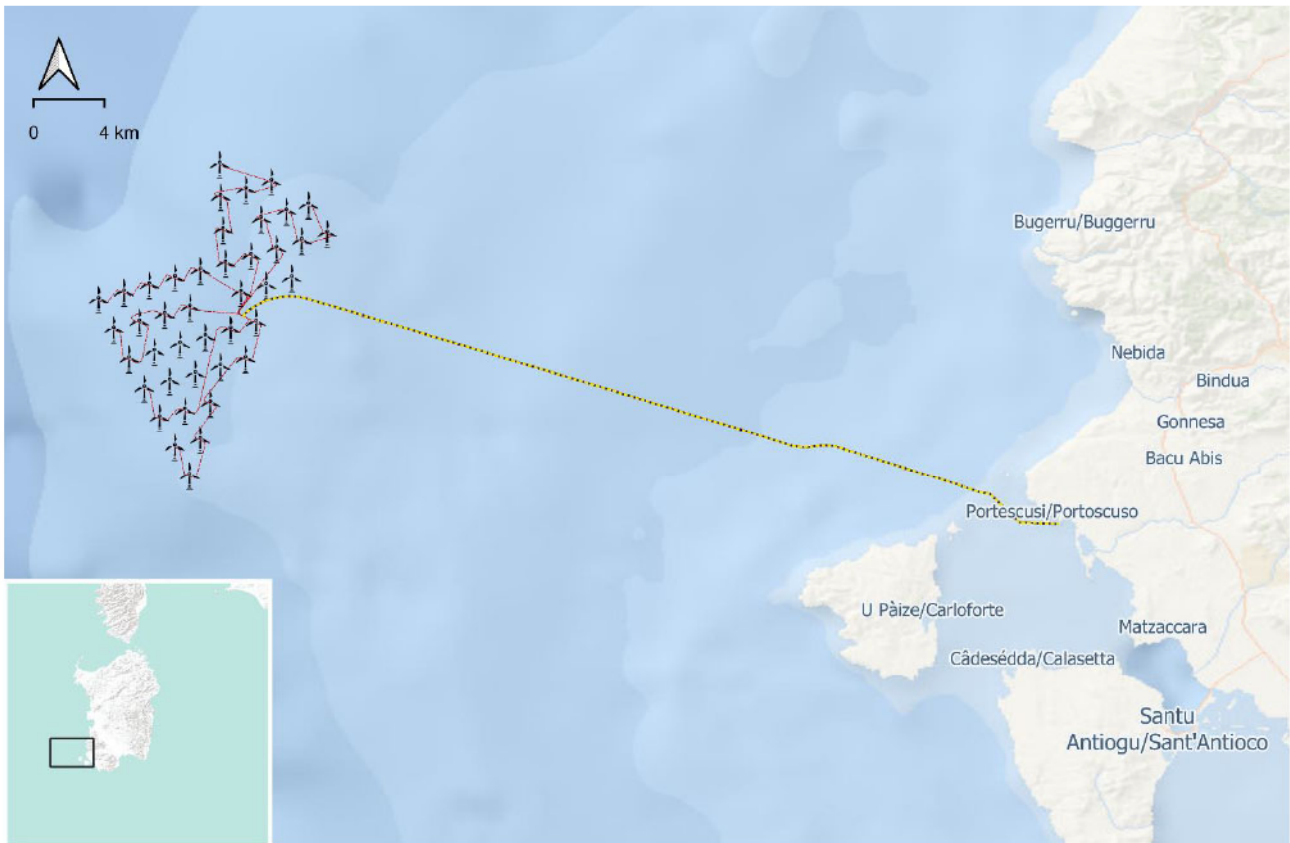 0 4 km
Bugerru/Buggerru
Nebida
Bindua
Gonnesa
Bacu Abis
Portescusi/Portoscuso
U Pàize/Carloforte
Matzaccara
Câdesédda/Calasetta
Santu
Antiogu/Sant'Antioco